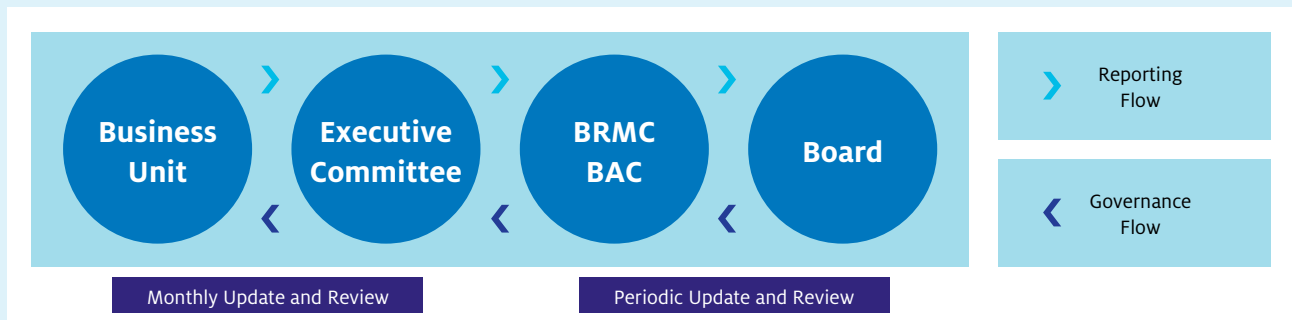 Business
Unit
Executive
Committee
BRMC
BAC
Board
Reporting
Flow
Governance
Flow
Monthly Update and Review
Periodic Update and Review